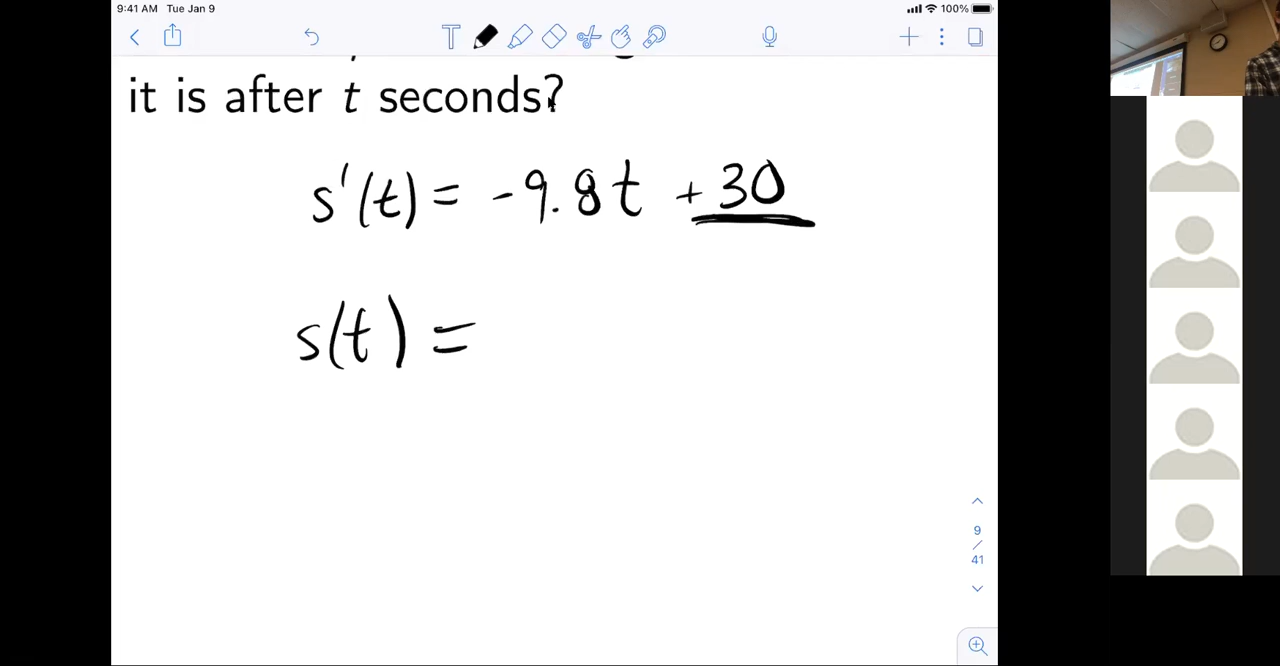 9:41 AM Tue Jan 9
100%
it is after t seconds?
s'(t) = -9.8t +30
s(t) =
9
/
41